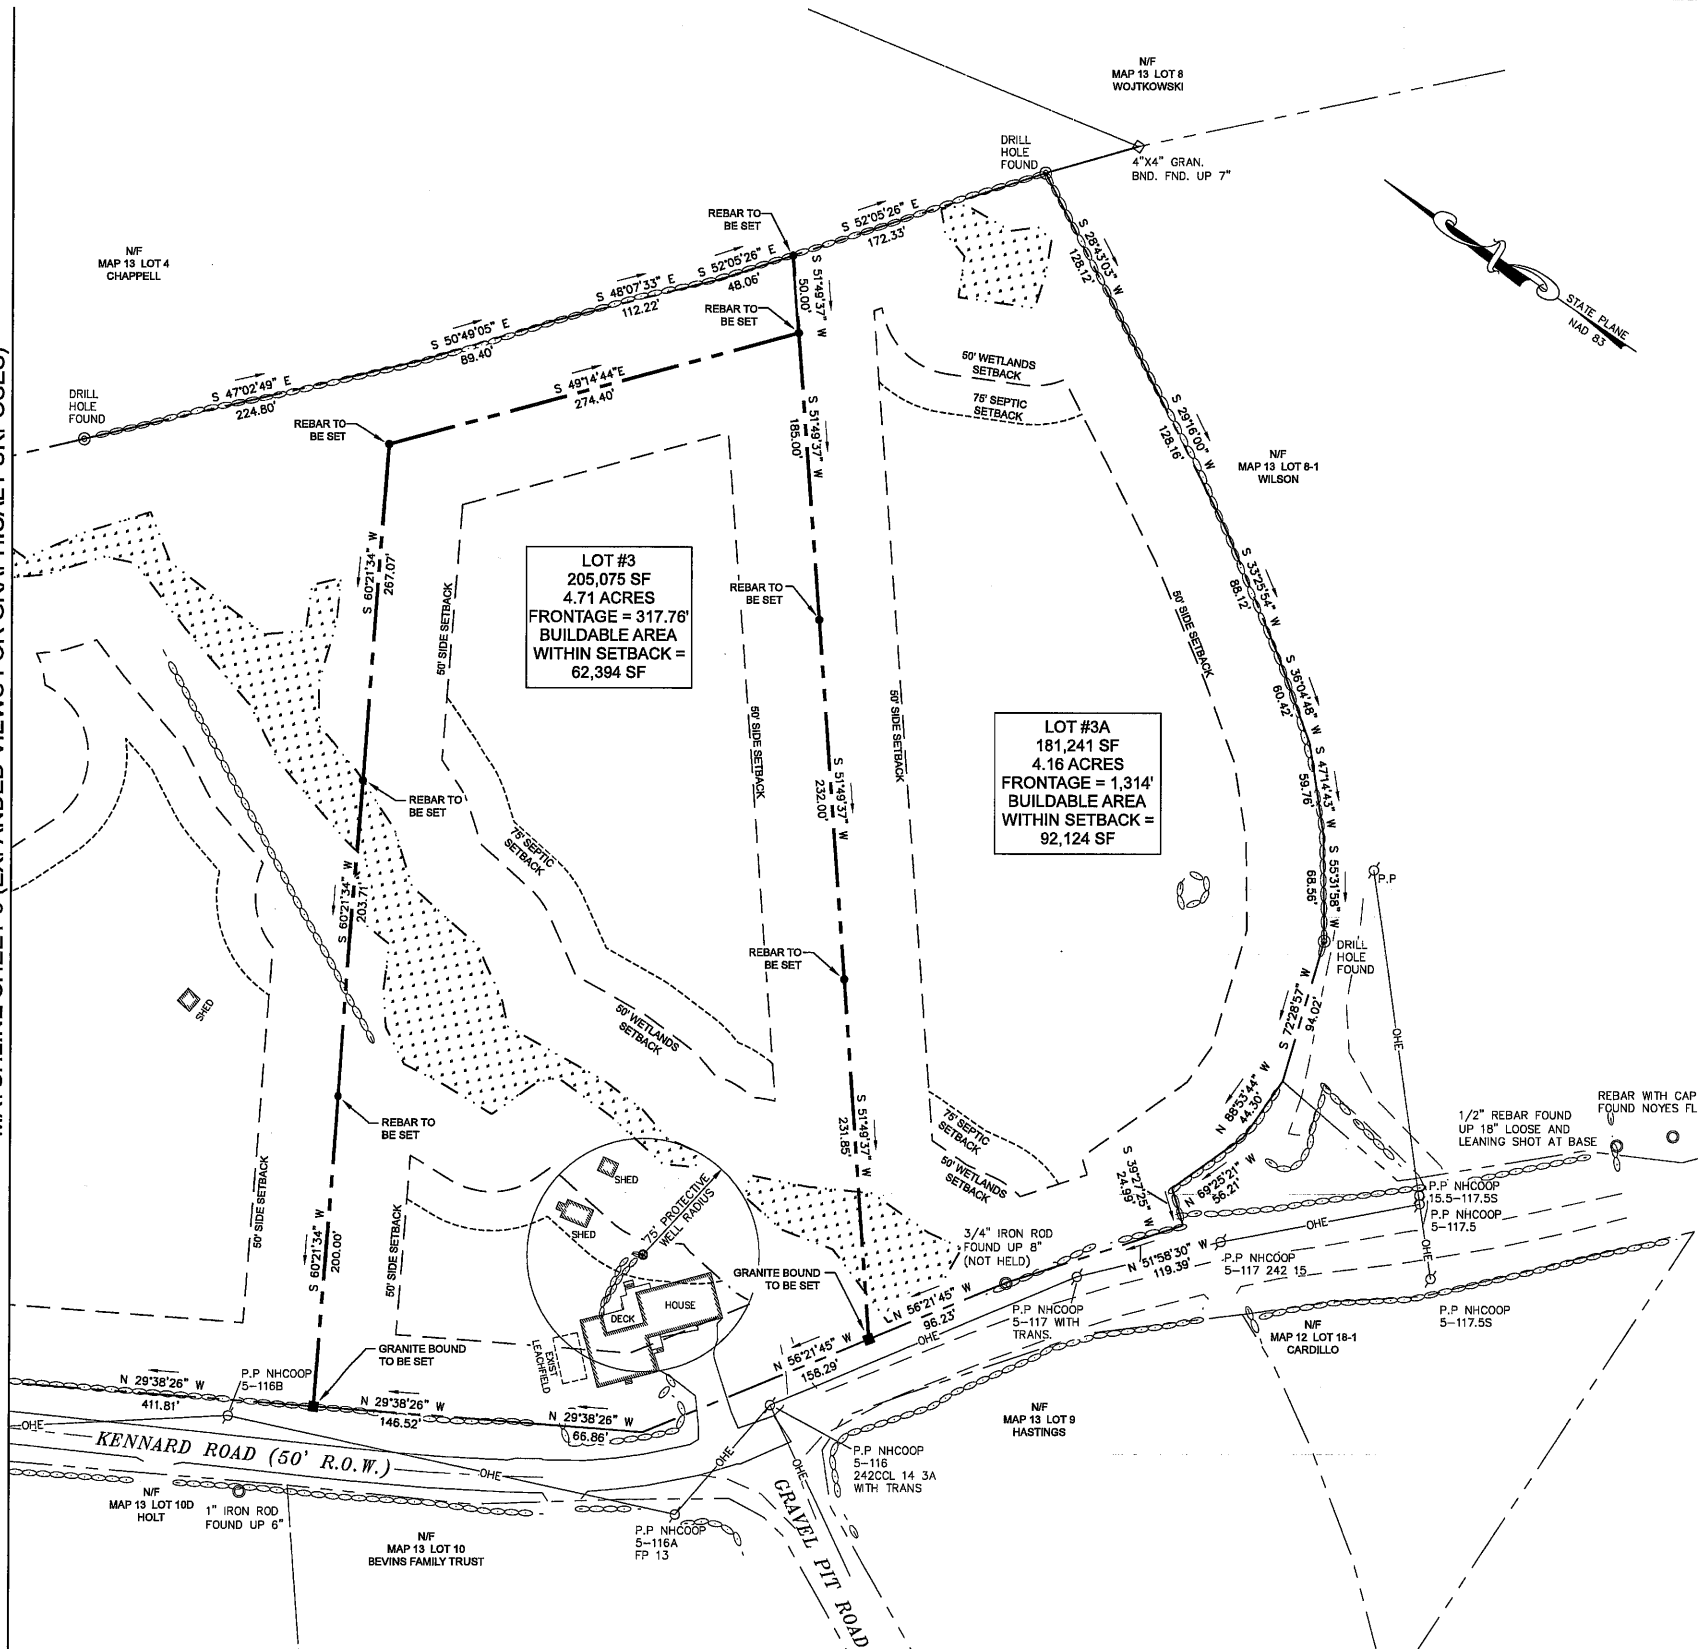 N/F
MAP 13 LOT 8
WOJTKOWSKI
DRILL
HOLE
FOUND
4"X4" GRAN.
BND. FND. UP 7"
STATE PLANE
NAD 83
N/F
MAP 13 LOT 4
CHAPPELL
REBAR TO
BE SET
S 52°05'26" E
172.33'
S 52°05'26" E
48.06'
S 48°07'33" E
112.22'
S 50°49'05" E
89.40'
S 47°02'49" E
224.80'
DRILL
HOLE
FOUND
REBAR TO
BE SET
S 51°49'37" W
50.00'
S 28°43'03" W
128.12'
S 49°14'44"E
274.40'
REBAR TO
BE SET
50' WETLANDS
SETBACK
75' SEPTIC
SETBACK
S 51°49'37" W
185.00'
S 29°16'00" W
128.16'
N/F
MAP 13 LOT 8-1
WILSON
S 60°21'34" W
267.07'
50' SIDE SETBACK
LOT #3
205,075 SF
4.71 ACRES
FRONTAGE = 317.76'
BUILDABLE AREA
WITHIN SETBACK =
62,394 SF
REBAR TO
BE SET
50' SIDE SETBACK
S 33°25'54" W
88.12'
S 36°04'48" W
60.42'
50' SIDE SETBACK
50' SIDE SETBACK
LOT #3A
181,241 SF
4.16 ACRES
FRONTAGE = 1,314'
BUILDABLE AREA
WITHIN SETBACK =
92,124 SF
S 47°14'43" W
59.76'
S 51°49'37" W
232.00'
REBAR TO
BE SET
75' SEPTIC
SETBACK
S 55°31'58" W
68.56'
P.P
S 60°21'34" W
203.71'
DRILL
HOLE
FOUND
REBAR TO
BE SET
SHED
50' WETLANDS
SETBACK
S 72°28'57" W
94.02'
OHE
REBAR TO
BE SET
S 51°49'37" W
231.85'
75' SEPTIC
SETBACK
50' WETLANDS
SETBACK
N 88°53'44" W
44.30'
N 69°25'21" W
56.21'
S 39°27'25" W
24.99'
1/2" REBAR FOUND
UP 18" LOOSE AND
LEANING SHOT AT BASE
REBAR WITH CAP
FOUND NOYES FL
P.P NHCOOP
15.5-117.5S
P.P NHCOOP
5-117.5
50' SIDE SETBACK
S 60°21'34" W
200.00'
50' SIDE SETBACK
SHED
SHED
75' PROTECTIVE
WELL RADIUS
3/4" IRON ROD
FOUND UP 8"
(NOT HELD)
GRANITE BOUND
TO BE SET
HOUSE
DECK
EXIST
LEACHFIELD
N 56°21'45" W
96.23'
N 51°58'30" W
119.39'
OHE
OHE
P.P NHCOOP
5-117 242 15
P.P NHCOOP
5-117 WITH
TRANS.
P.P NHCOOP
5-117.5S
N/F
MAP 12 LOT 18-1
CARDILLO
OHE
N 56°21'45" W
158.29'
GRANITE BOUND
TO BE SET
P.P NHCOOP
5-116B
N 29°38'26" W
411.81'
N 29°38'26" W
146.52'
N 29°38'26" W
66.86'
OHE
KENNARD ROAD (50' R.O.W.)
OHE
OHE
OHE
N/F
MAP 13 LOT 9
HASTINGS
P.P NHCOOP
5-116
242CCL 14 3A
WITH TRANS
GRAVEL PIT ROAD
N/F
MAP 13 LOT 10D
HOLT
1" IRON ROD
FOUND UP 6"
N/F
MAP 13 LOT 10
BEVINS FAMILY TRUST
P.P NHCOOP
5-116A
FP 13